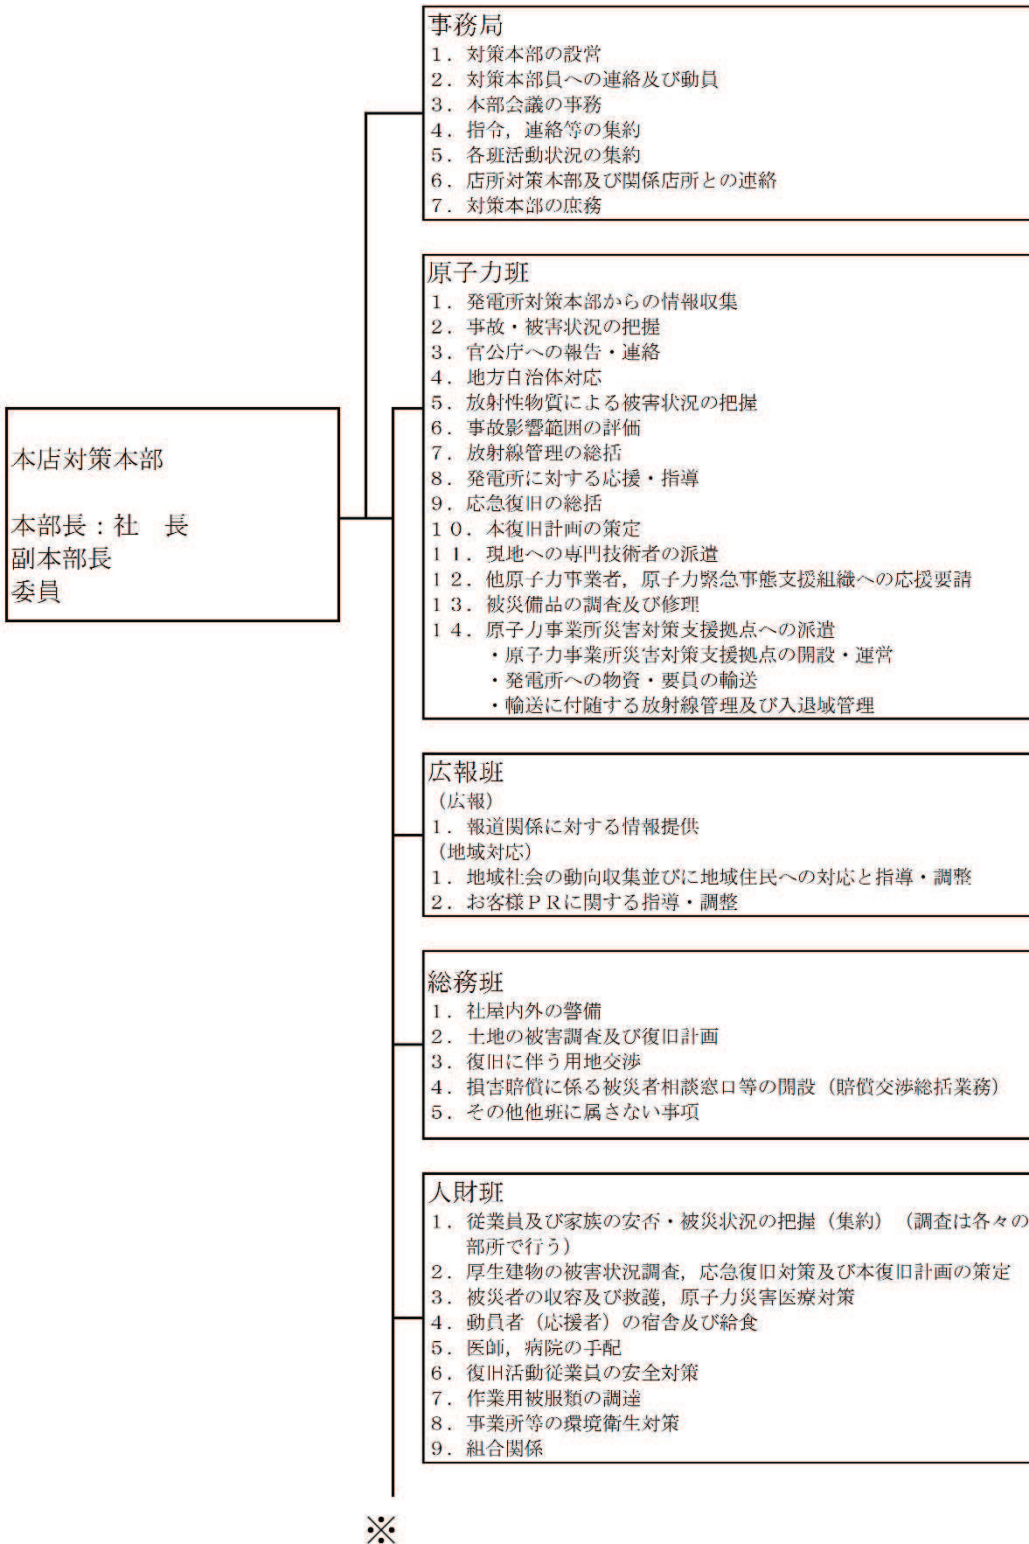 本店対策本部
本部長：社　長
副本部長
委員
事務局
１．対策本部の設営
２．対策本部員への連絡及び動員
３．本部会議の事務
４．指令，連絡等の集約
５．各班活動状況の集約
６．店所対策本部及び関係店所との連絡
７．対策本部の庶務
原子力班
１．発電所対策本部からの情報収集
２．事故・被害状況の把握
３．官公庁への報告・連絡
４．地方自治体対応
５．放射性物質による被害状況の把握
６．事故影響範囲の評価
７．放射線管理の総括
８．発電所に対する応援・指導
９．応急復旧の総括
１０．本復旧計画の策定
１１．現地への専門技術者の派遣
１２．他原子力事業者，原子力緊急事態支援組織への応援要請
１３．被災備品の調査及び修理
１４．原子力事業所災害対策支援拠点への派遣
・原子力事業所災害対策支援拠点の開設・運営
・発電所への物資・要員の輸送
・輸送に付随する放射線管理及び入退域管理
広報班
（広報）
１．報道関係に対する情報提供
（地域対応）
１．地域社会の動向収集並びに地域住民への対応と指導・調整
２．お客様ＰＲに関する指導・調整
総務班
１．社屋内外の警備
２．土地の被害調査及び復旧計画
３．復旧に伴う用地交渉
４．損害賠償に係る被災者相談窓口等の開設（賠償交渉総括業務）
５．その他他班に属さない事項
人財班
１．従業員及び家族の安否・被災状況の把握（集約）（調査は各々の
部所で行う）
２．厚生建物の被害状況調査，応急復旧対策及び本復旧計画の策定
３．被災者の収容及び救護，原子力災害医療対策
４．動員者（応援者）の宿舎及び給食
５．医師，病院の手配
６．復旧活動従業員の安全対策
７．作業用被服類の調達
８．事業所等の環境衛生対策
９．組合関係
※